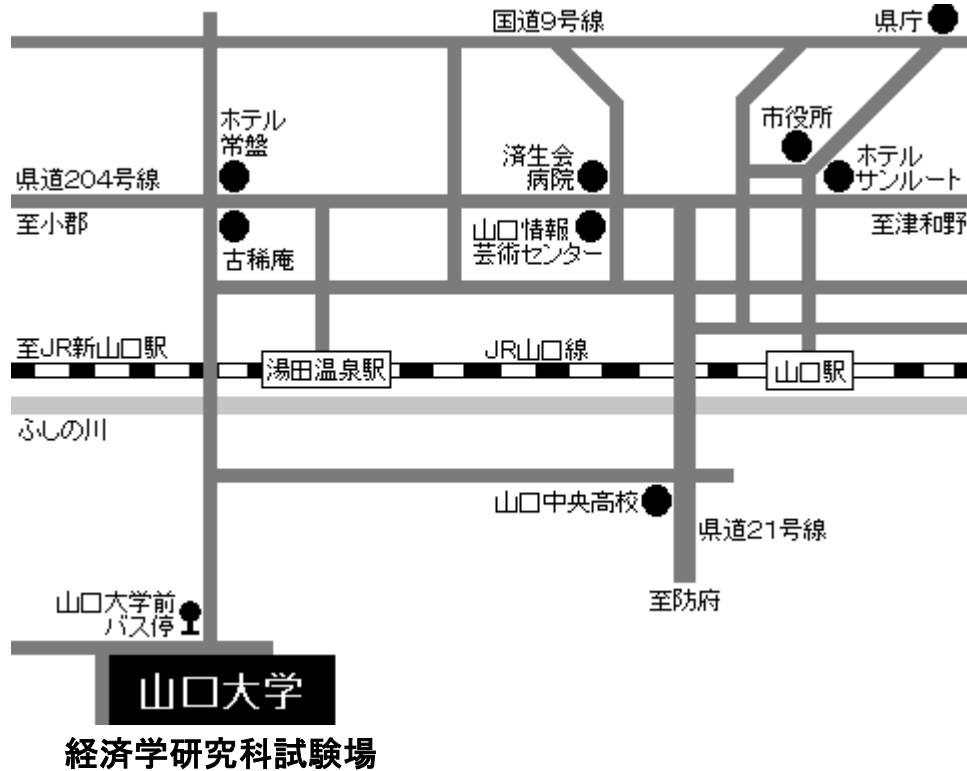 国道9号線
県庁
ホテル
常盤
市役所
済生会
病院
ホテル
サンルート
県道204号線
至小郡
古稀庵
山口情報
芸術センター
至津和野
至JR新山口駅
JR山口線
湯田温泉駅
山口駅
ふしの川
山口中央高校
県道21号線
至防府
山口大学前
バス停
山口大学
経済学研究科試験場